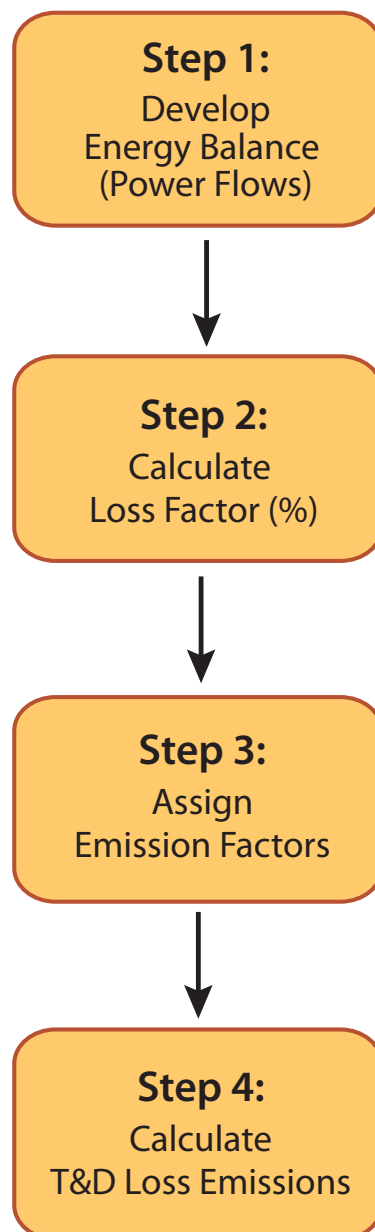 Step 1:
Develop
Energy Balance
(Power Flows)
Step 2:
Calculate
Loss Factor (%)
Step 3:
Assign
Emission Factors
Step 4:
Calculate
T&D Loss Emissions